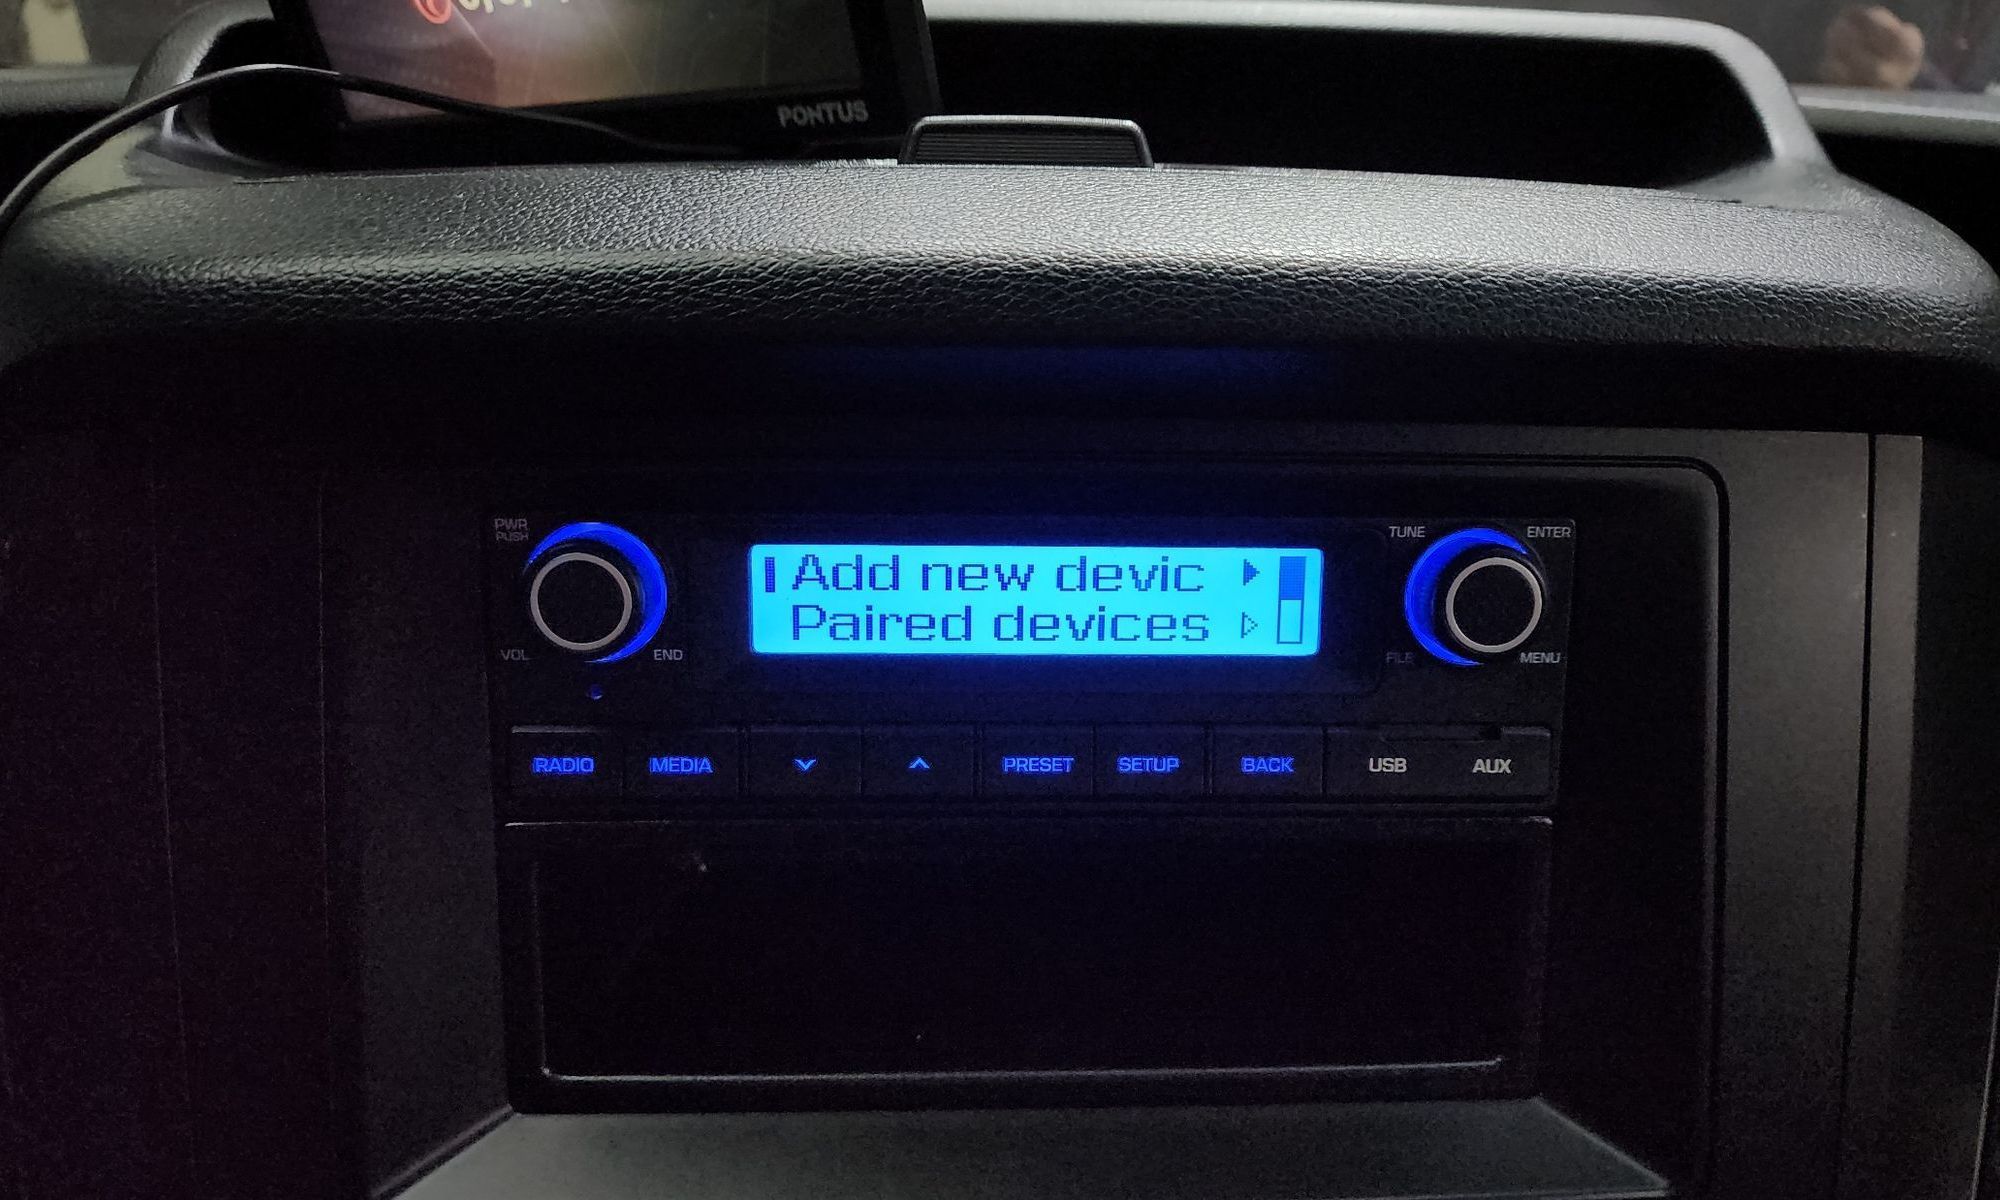 PONTUS
PWR
PUSH
VOL
END
Add new devic
Paired devices
TUNE
ENTER
FILE
MENU
RADIO
MEDIA
PRESET
SETUP
BACK
USB
AUX